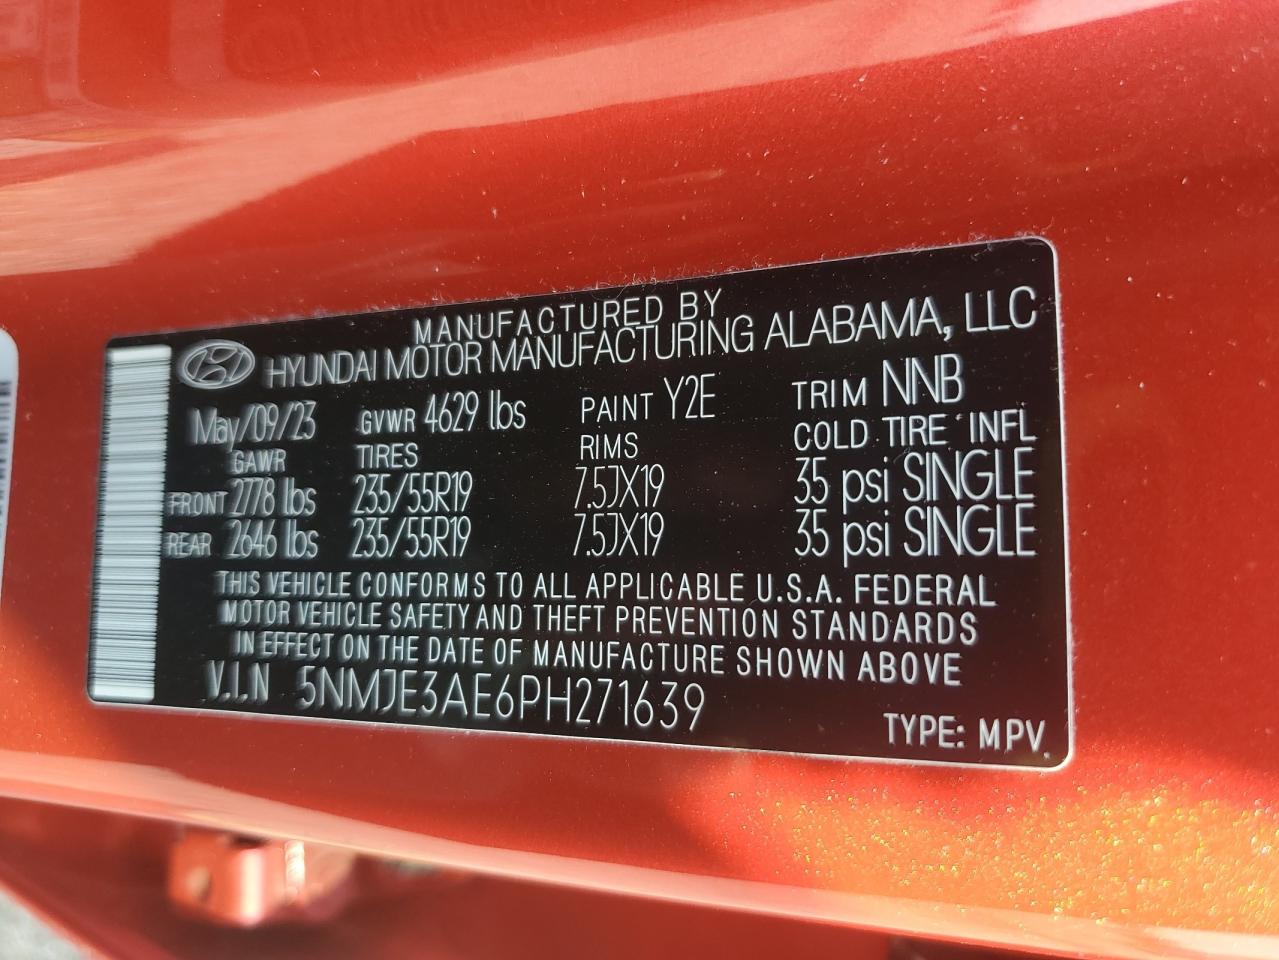 MANUFACTURED BY
HYUNDAI MOTOR MANUFACTURING ALABAMA, LLC
May/09/23 GVWR 4629 lbs PAINT Y2E TRIM NNB
GAWR TIRES RIMS COLD TIRE INFL
FRONT 2778 lbs 235/55R19 7.5JX19 35 psi SINGLE
REAR 2646 lbs 235/55R19 7.5JX19 35 psi SINGLE
THIS VEHICLE CONFORMS TO ALL APPLICABLE U.S.A. FEDERAL
MOTOR VEHICLE SAFETY AND THEFT PREVENTION STANDARDS
IN EFFECT ON THE DATE OF MANUFACTURE SHOWN ABOVE
V.I.N 5NMJE3AE6PH271639
TYPE: MPV